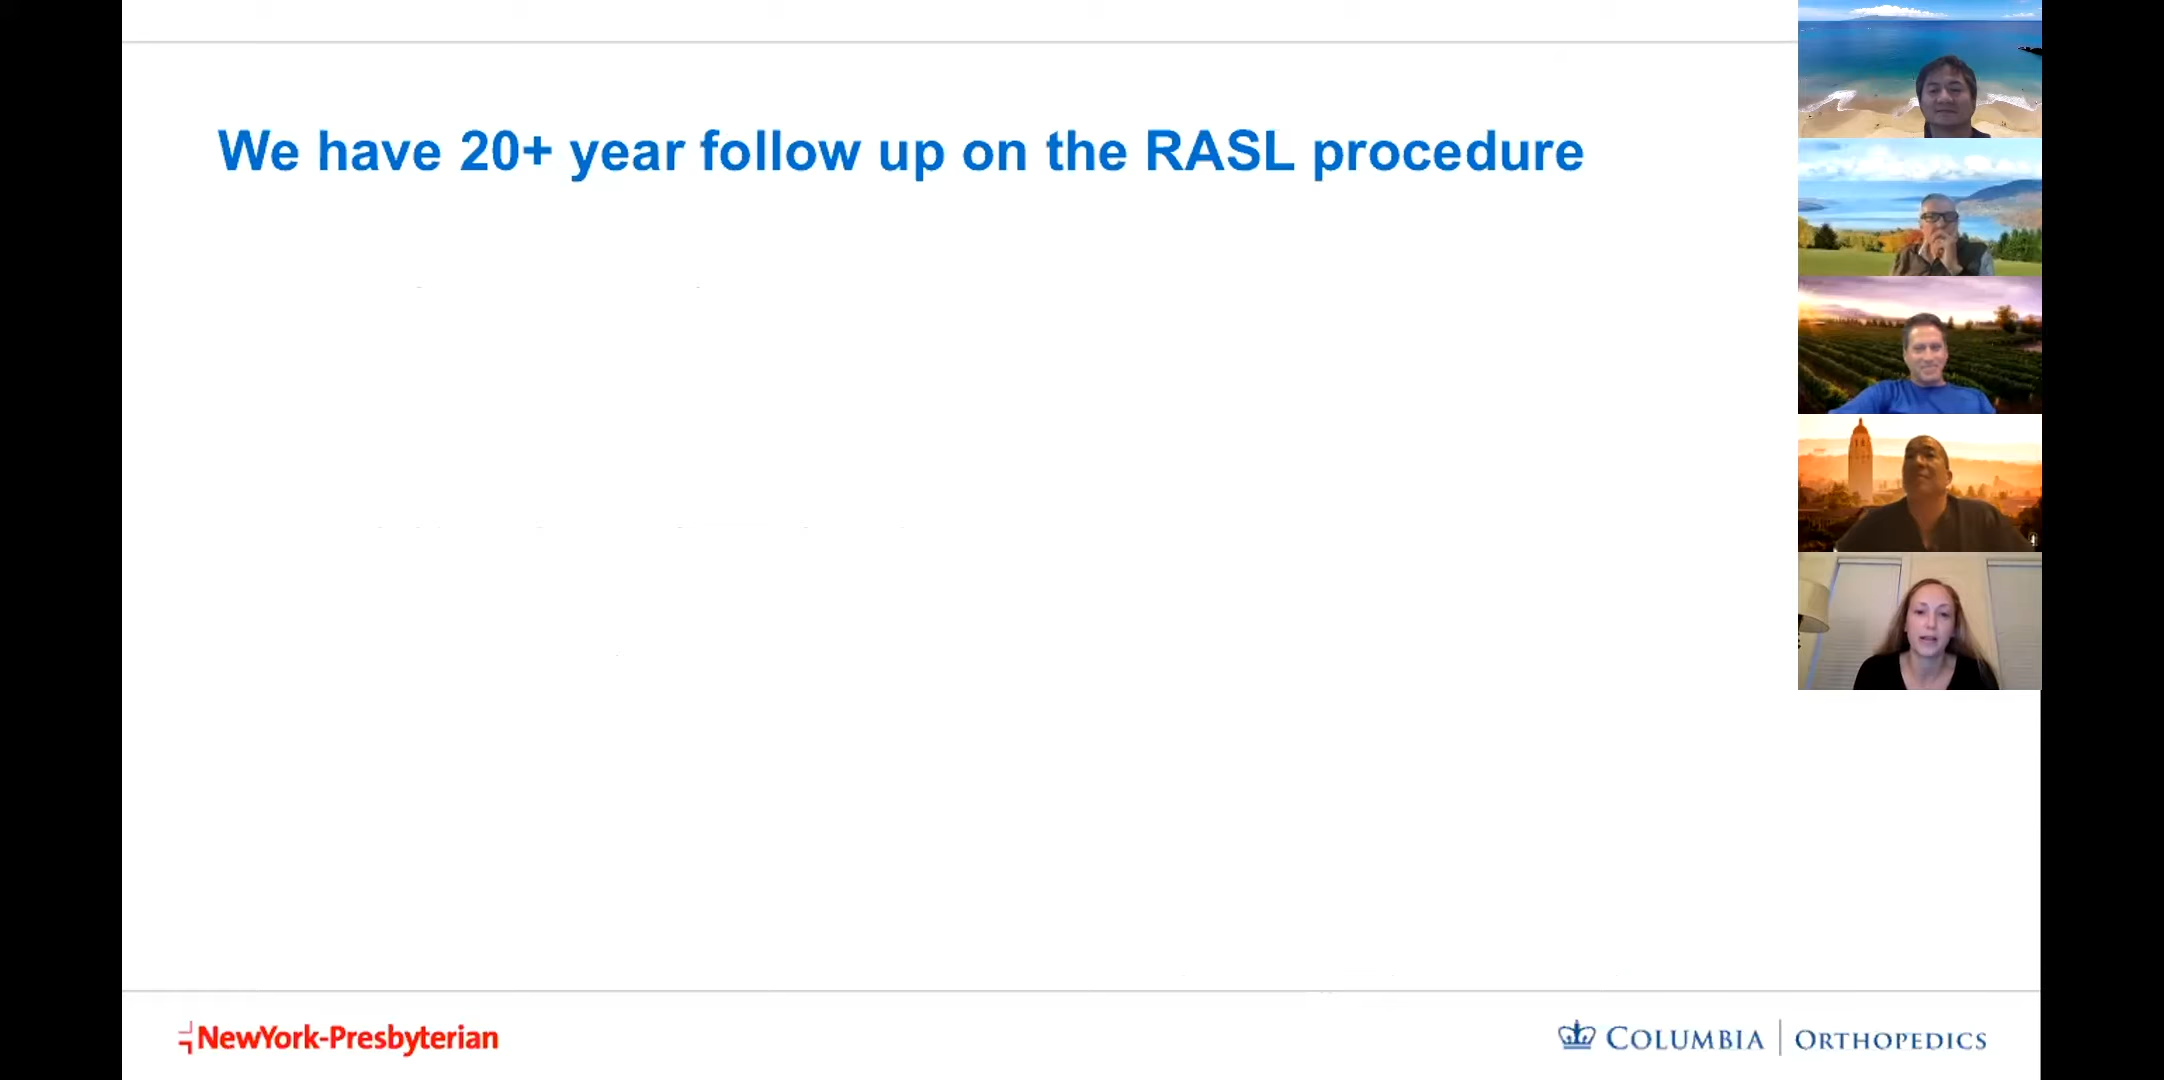 We have 20+ year follow up on the RASL procedure
NewYork-Presbyterian
COLUMBIA | ORTHOPEDICS